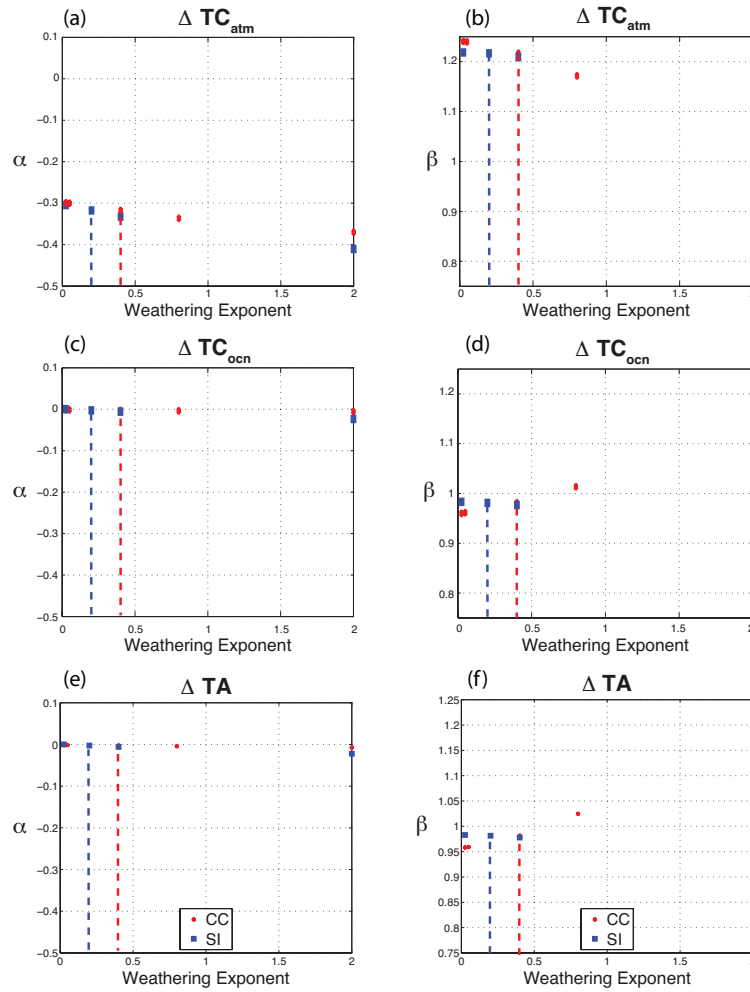 (a)
Δ TC_atm
0.1
0
−0.1
−0.2
α
−0.3
−0.4
−0.5
0 0.5 1 1.5 2
Weathering Exponent
(b)
Δ TC_atm
1.2
1.1
β
1
0.9
0.8
0 0.5 1 1.5 2
Weathering Exponent
(c)
Δ TC_ocn
0.1
0
−0.1
−0.2
α
−0.3
−0.4
−0.5
0 0.5 1 1.5 2
Weathering Exponent
(d)
Δ TC_ocn
1.2
1.1
β
1
0.9
0.8
0 0.5 1 1.5 2
Weathering Exponent
(e)
Δ TA
0.1
0
−0.1
−0.2
α
−0.3
−0.4
−0.5
CC
SI
0 0.5 1 1.5 2
Weathering Exponent
(f)
Δ TA
1.25
1.2
1.15
1.1
1.05
β
1
0.95
0.9
0.85
0.8
0.75
CC
SI
0 0.5 1 1.5 2
Weathering Exponent